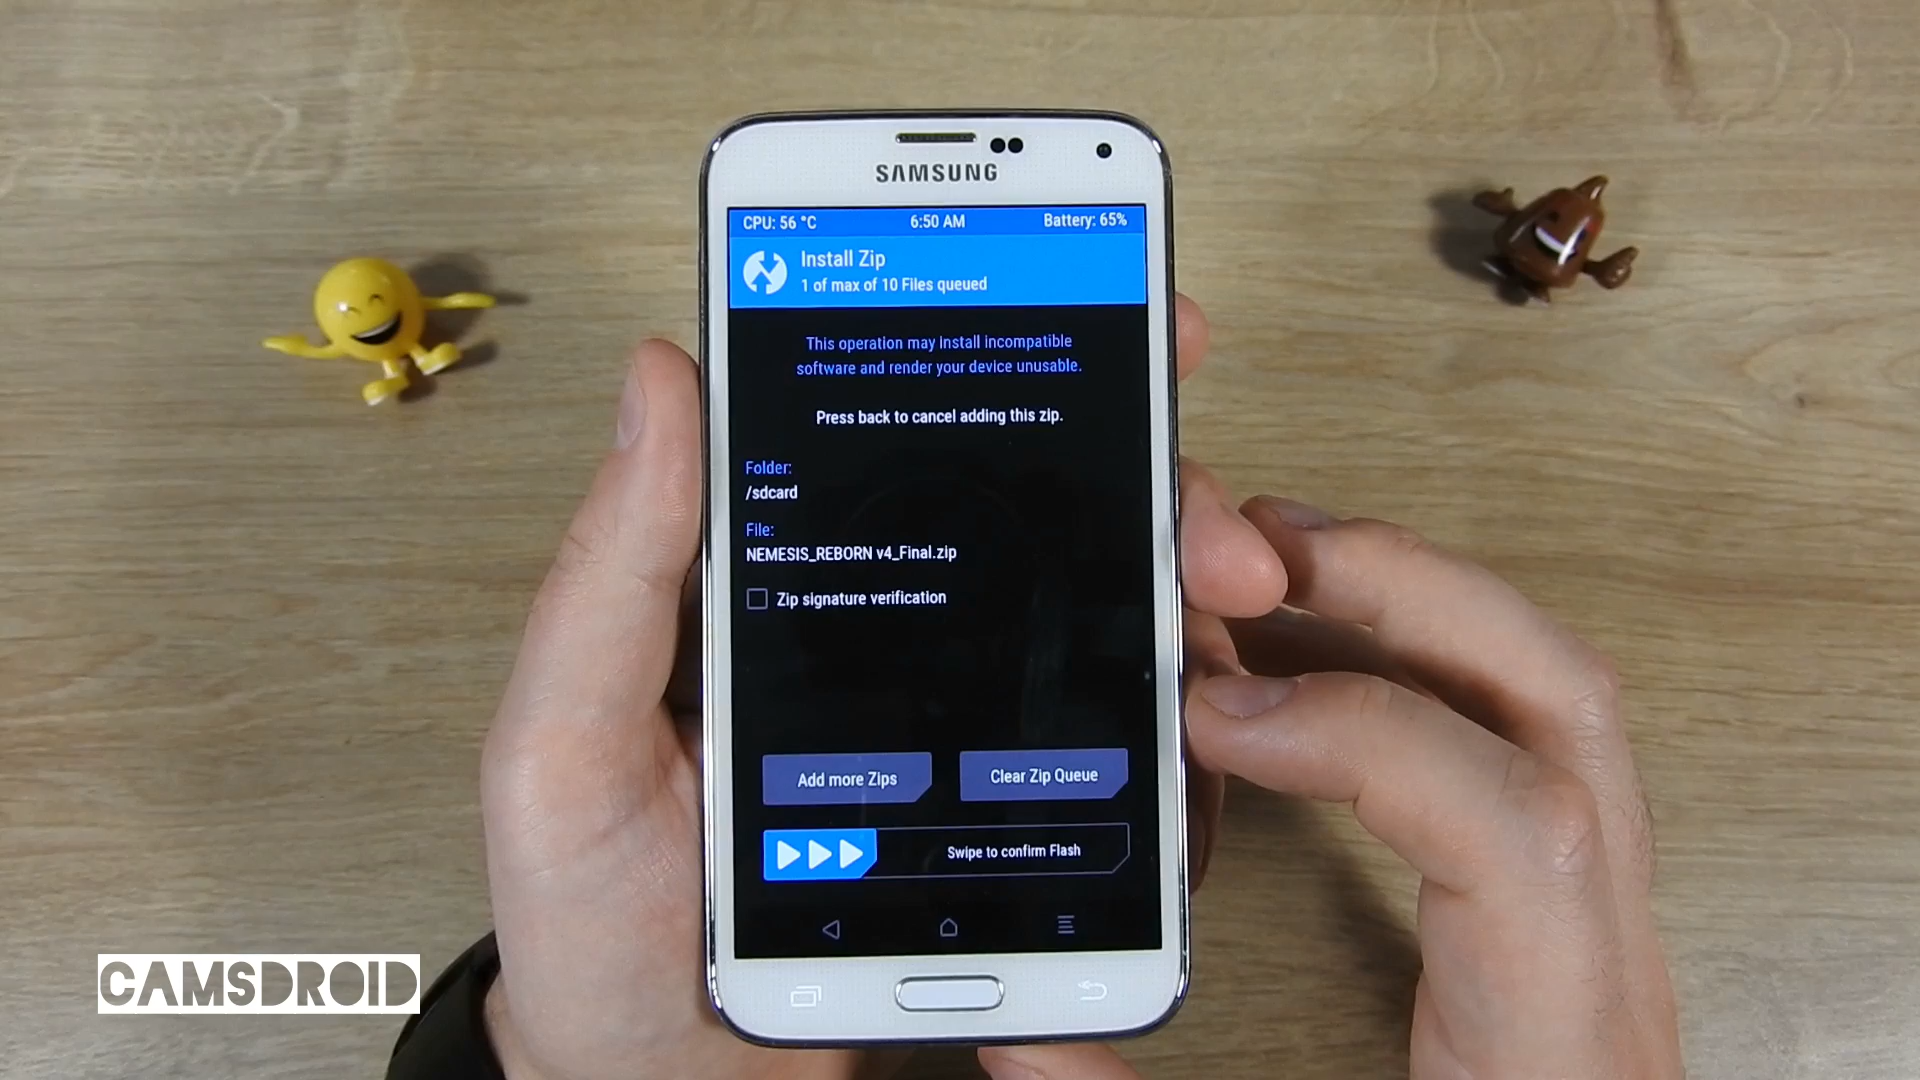 SAMSUNG
CPU: 56 °C 6:50 AM Battery: 65%
Install Zip
1 of max of 10 Files queued
This operation may install incompatible
software and render your device unusable.
Press back to cancel adding this zip.
Folder:
/sdcard
File:
NEMESIS_REBORN v4_Final.zip
Zip signature verification
Add more Zips Clear Zip Queue
Swipe to confirm Flash
CAMSDROID